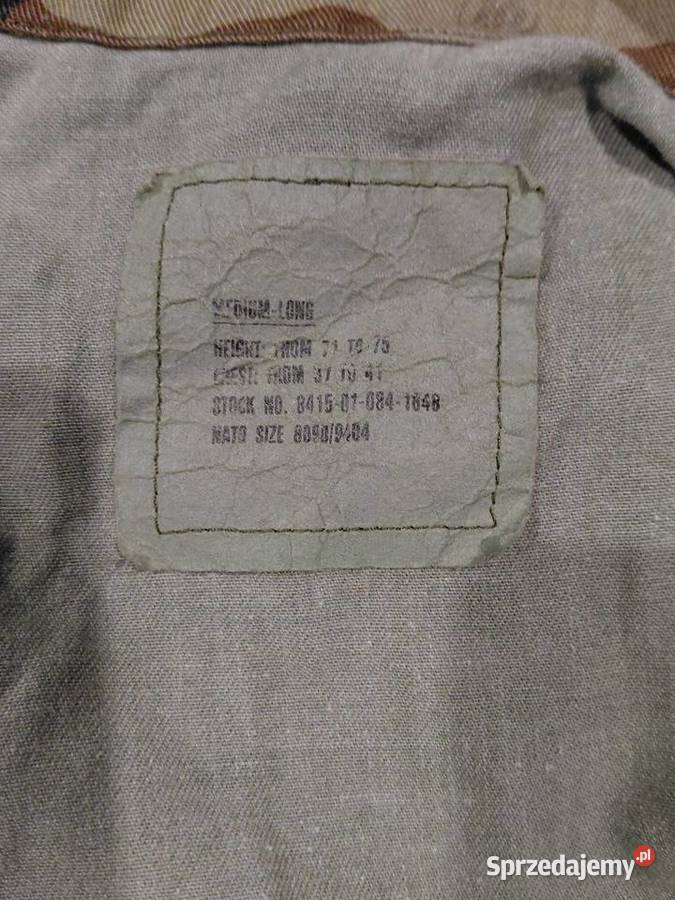 MEDIUM-LONG
HEIGHT: FROM 71 TO 75
CHEST: FROM 37 TO 41
STOCK NO. 8415-01-084-1648
NATO SIZE 8090/9404
Sprzedajemy.pl